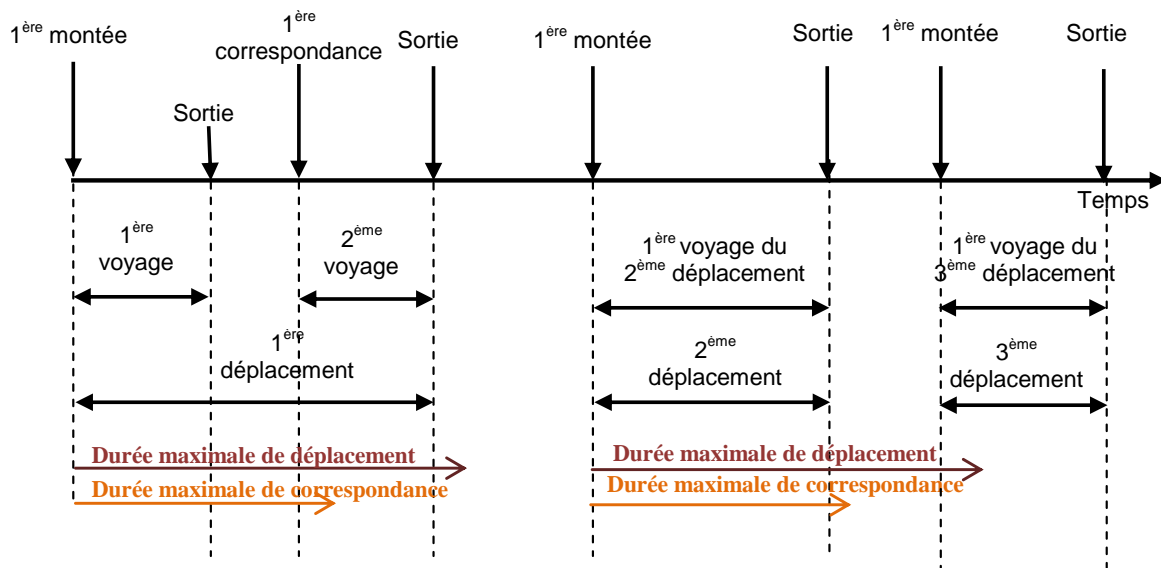 1ère montée
1ère
correspondance
Sortie
1ère montée
Sortie
1ère montée
Sortie
Sortie
Temps
1ère
voyage
2ème
voyage
1ère voyage du
2ème déplacement
1ère voyage du
3ème déplacement
1ère
déplacement
2ème
déplacement
3ème
déplacement
Durée maximale de déplacement
Durée maximale de correspondance
Durée maximale de déplacement
Durée maximale de correspondance